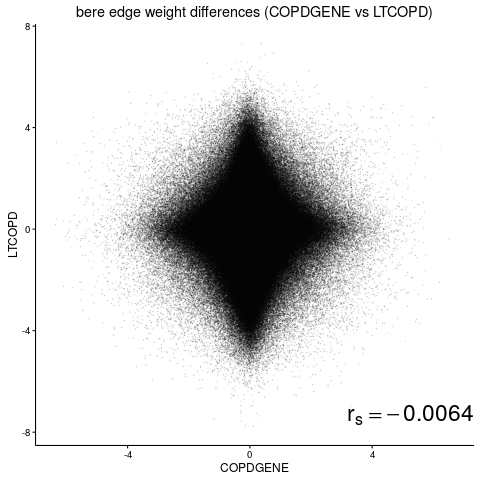 bere edge weight differences (COPDGENE vs LTCOPD)
8
4
0
-4
-8
LTCOPD
r_s = −0.0064
-4
0
4
COPDGENE